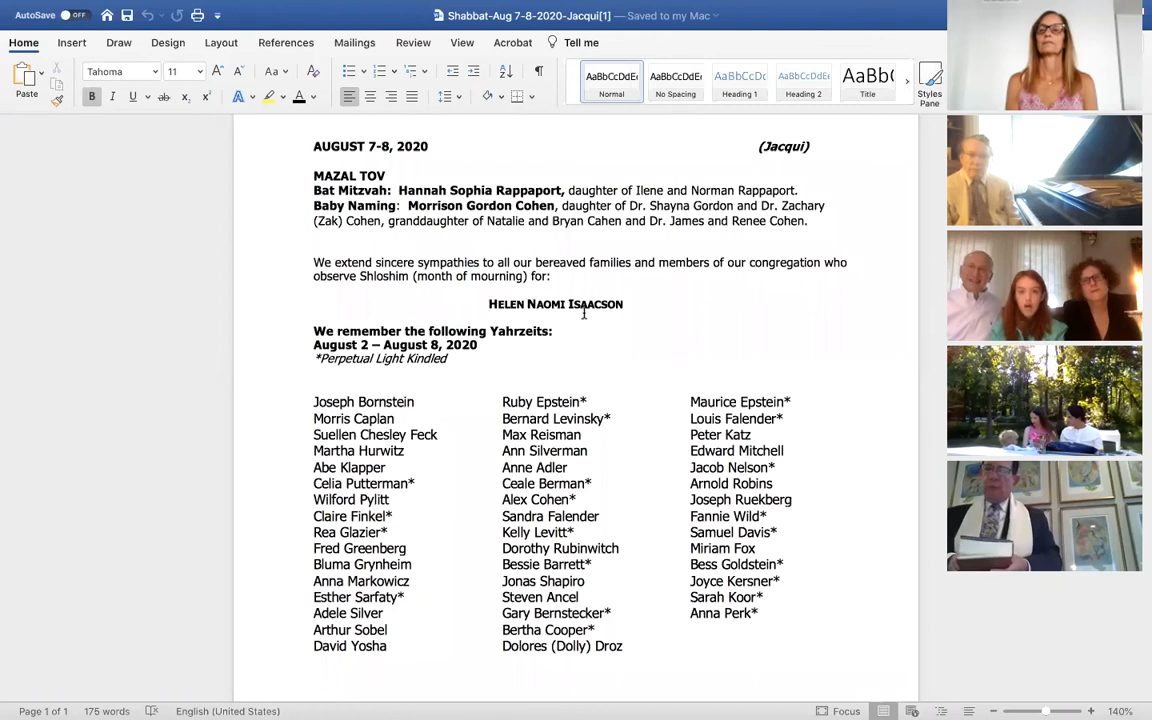 AutoSave OFF
Shabbat-Aug 7-8-2020-Jacqui[1] — Saved to my Mac
Home Insert Draw Design Layout References Mailings Review View Acrobat Tell me
Paste
Tahoma 11
Aa
B I U ab x₂ x² A A
AaBbCcDdEe AaBbCcDdEe AaBbCcDc AaBbCcDdEe AaBb(
Normal No Spacing Heading 1 Heading 2 Title
Styles
Pane
AUGUST 7-8, 2020 (Jacqui)
MAZAL TOV
Bat Mitzvah: Hannah Sophia Rappaport, daughter of Ilene and Norman Rappaport.
Baby Naming: Morrison Gordon Cohen, daughter of Dr. Shayna Gordon and Dr. Zachary
(Zak) Cohen, granddaughter of Natalie and Bryan Cahen and Dr. James and Renee Cohen.
We extend sincere sympathies to all our bereaved families and members of our congregation who
observe Shloshim (month of mourning) for:
HELEN NAOMI ISAACSON
We remember the following Yahrzeits:
August 2 – August 8, 2020
*Perpetual Light Kindled
Joseph Bornstein
Morris Caplan
Suellen Chesley Feck
Martha Hurwitz
Abe Klapper
Celia Putterman*
Wilford Pylitt
Claire Finkel*
Rea Glazier*
Fred Greenberg
Bluma Grynheim
Anna Markowicz
Esther Sarfaty*
Adele Silver
Arthur Sobel
David Yosha
Ruby Epstein*
Bernard Levinsky*
Max Reisman
Ann Silverman
Anne Adler
Ceale Berman*
Alex Cohen*
Sandra Falender
Kelly Levitt*
Dorothy Rubinwitch
Bessie Barrett*
Jonas Shapiro
Steven Ancel
Gary Bernstecker*
Bertha Cooper*
Dolores (Dolly) Droz
Maurice Epstein*
Louis Falender*
Peter Katz
Edward Mitchell
Jacob Nelson*
Arnold Robins
Joseph Ruekberg
Fannie Wild*
Samuel Davis*
Miriam Fox
Bess Goldstein*
Joyce Kersner*
Sarah Koor*
Anna Perk*
Page 1 of 1 175 words English (United States) Focus 140%